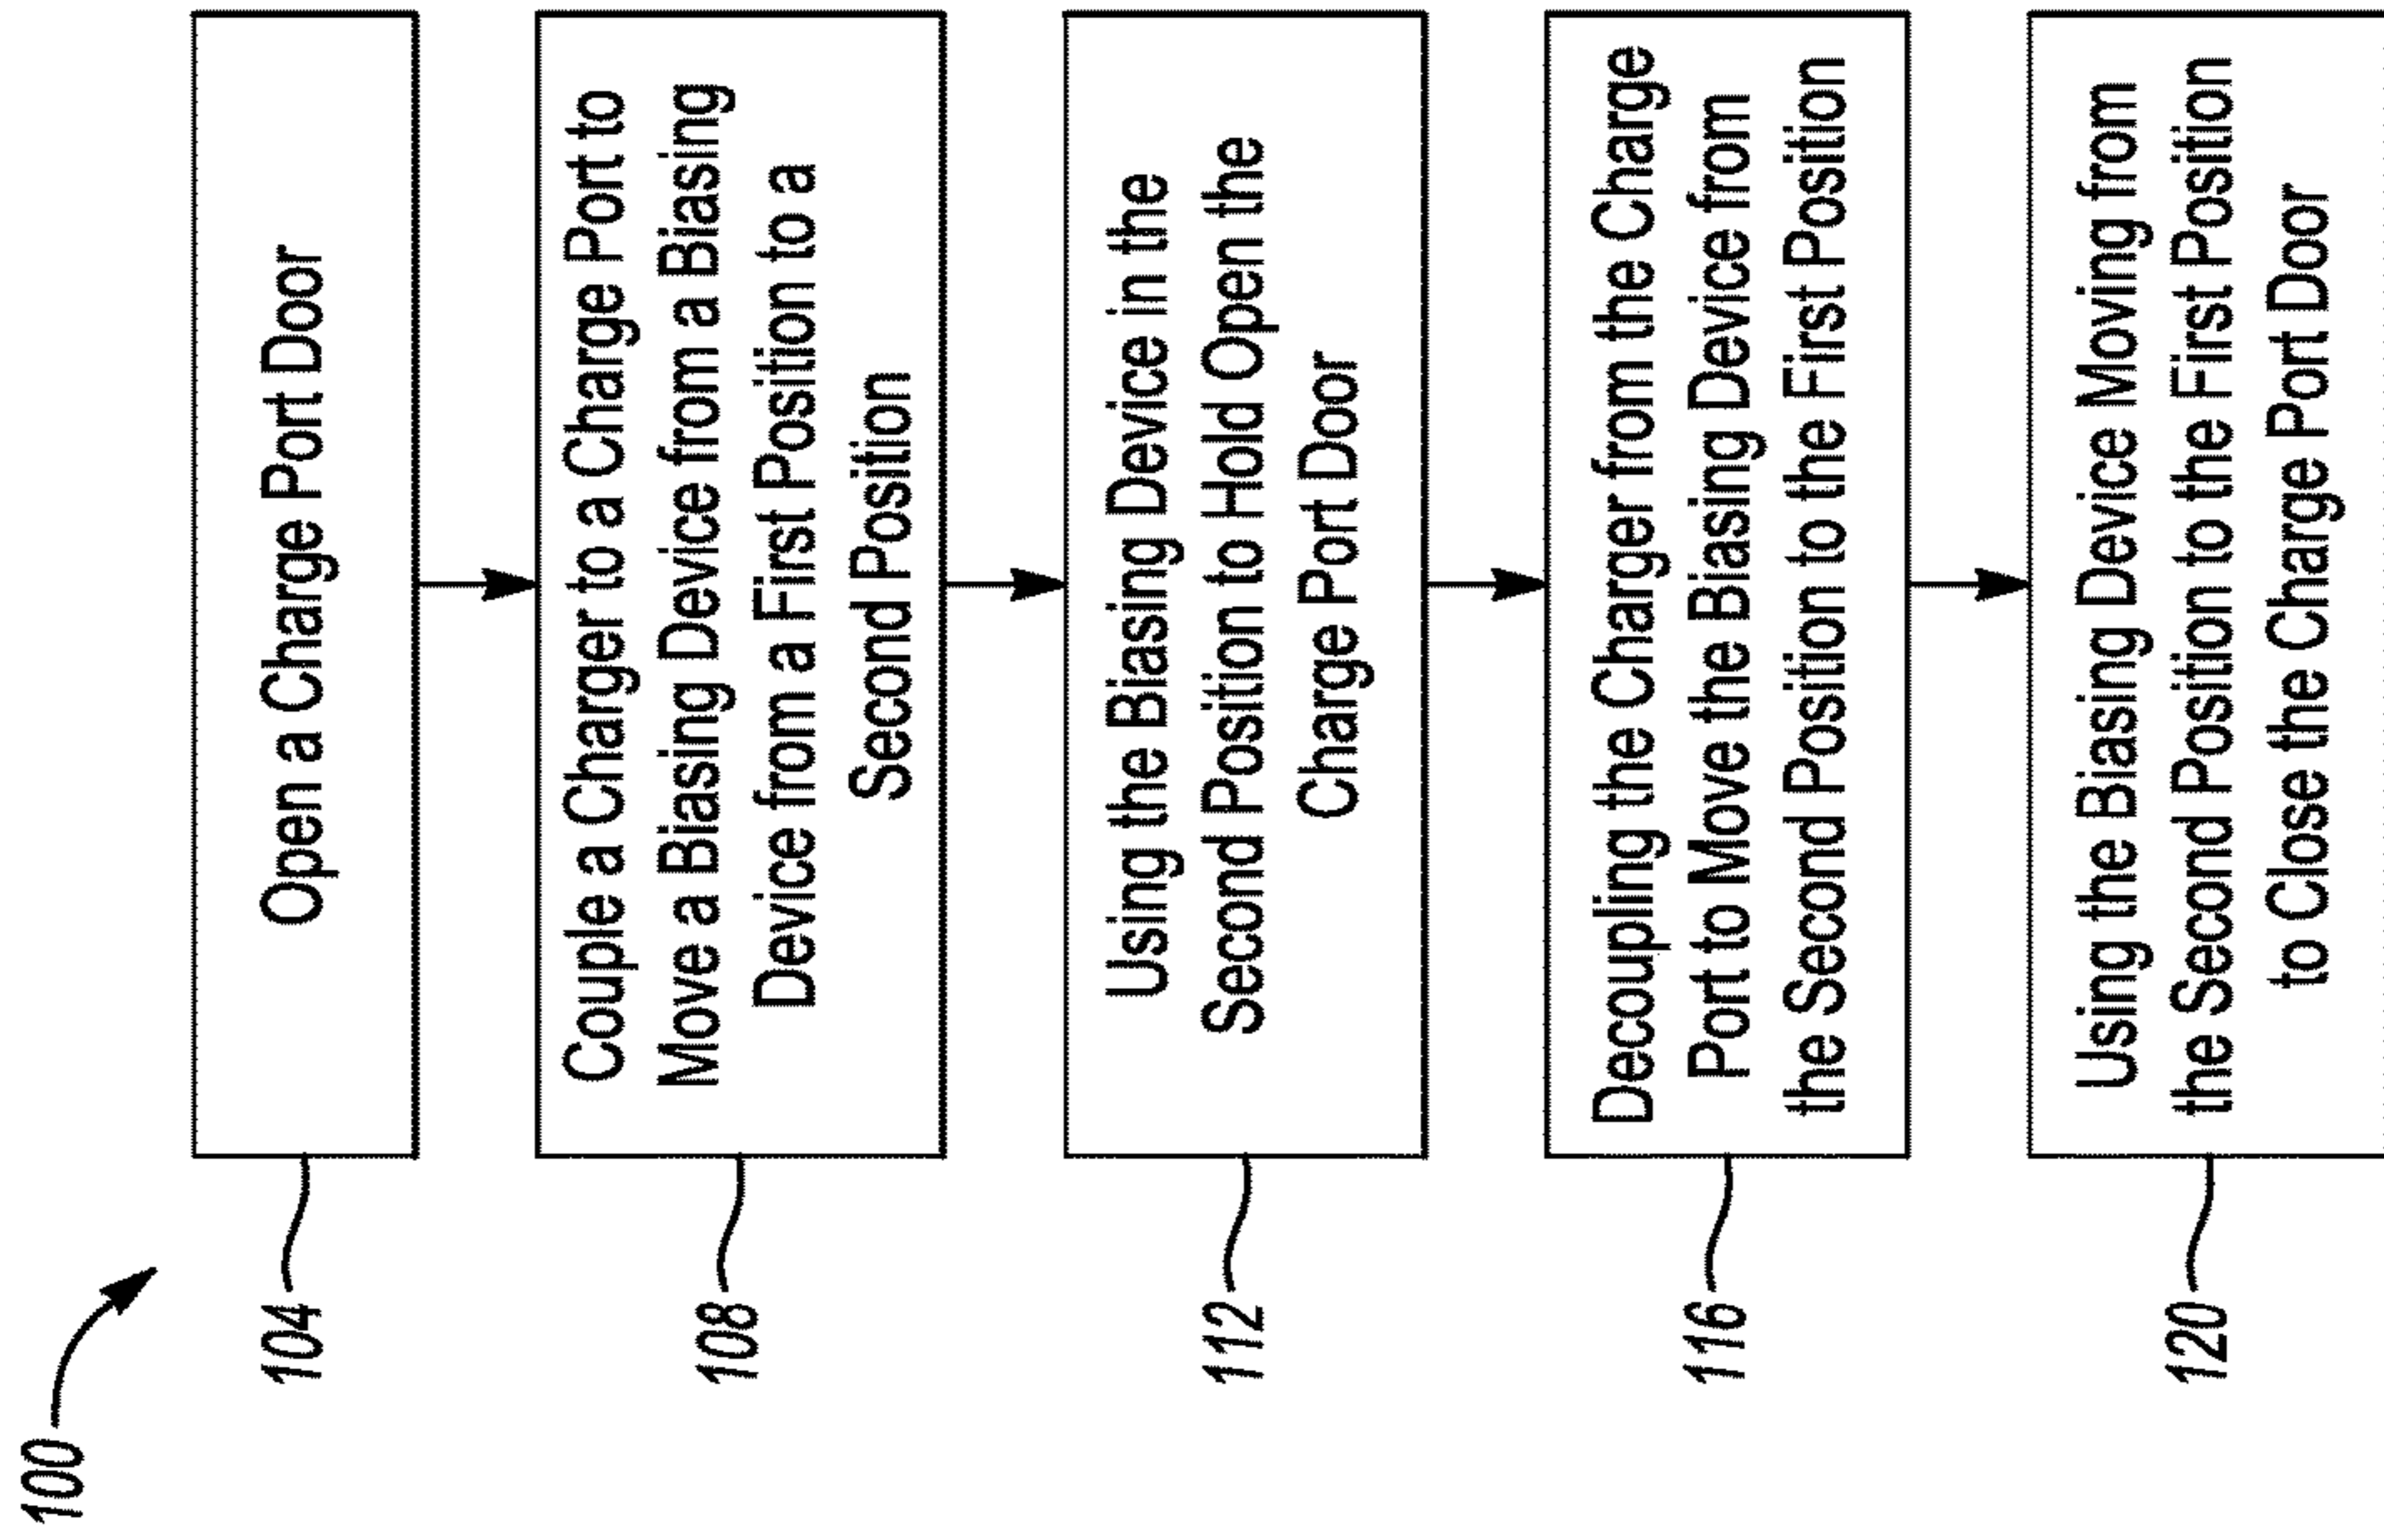 100
104
Open a Charge Port Door
108
Couple a Charger to a Charge Port to
Move a Biasing Device from a Biasing
Device from a First Position to a
Second Position
112
Using the Biasing Device in the
Second Position to Hold Open the
Charge Port Door
116
Decoupling the Charger from the Charge
Port to Move the Biasing Device from
the Second Position to the First Position
120
Using the Biasing Device Moving from
the Second Position to the First Position
to Close the Charge Port Door